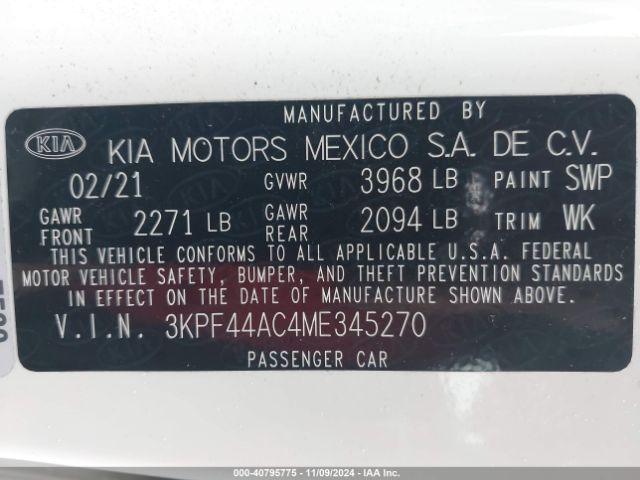 MANUFACTURED BY
KIA KIA MOTORS MEXICO S.A. DE C.V.
02/21 GVWR 3968 LB PAINT SWP
GAWR FRONT 2271 LB GAWR REAR 2094 LB TRIM WK
THIS VEHICLE CONFORMS TO ALL APPLICABLE U.S.A. FEDERAL
MOTOR VEHICLE SAFETY, BUMPER, AND THEFT PREVENTION STANDARDS
IN EFFECT ON THE DATE OF MANUFACTURE SHOWN ABOVE.
V.I.N. 3KPF44AC4ME345270
PASSENGER CAR
000-40795775 - 11/09/2024 - IAA Inc.